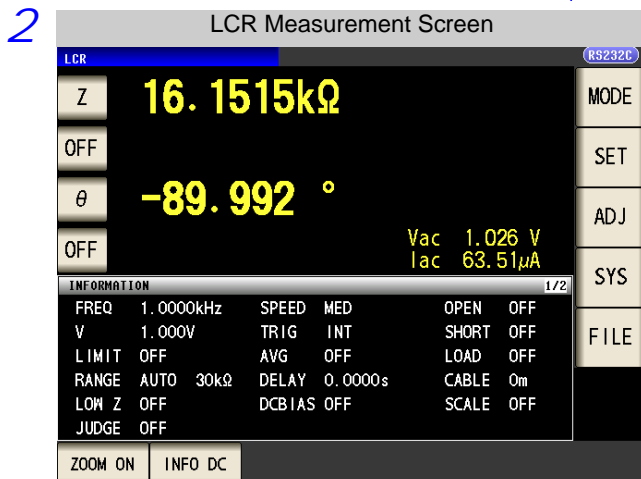 2
LCR Measurement Screen
LCR
RS232C
Z
16.1515kΩ
MODE
OFF
SET
θ
-89.992 °
ADJ
OFF
Vac 1.026 V
Iac 63.51μA
SYS
INFORMATION 1/2
FREQ 1.0000kHz SPEED MED OPEN OFF
V 1.000V TRIG INT SHORT OFF
FILE
LIMIT OFF AVG OFF LOAD OFF
RANGE AUTO 30kΩ DELAY 0.0000s CABLE 0m
LOW Z OFF DCBIAS OFF SCALE OFF
JUDGE OFF
ZOOM ON INFO DC